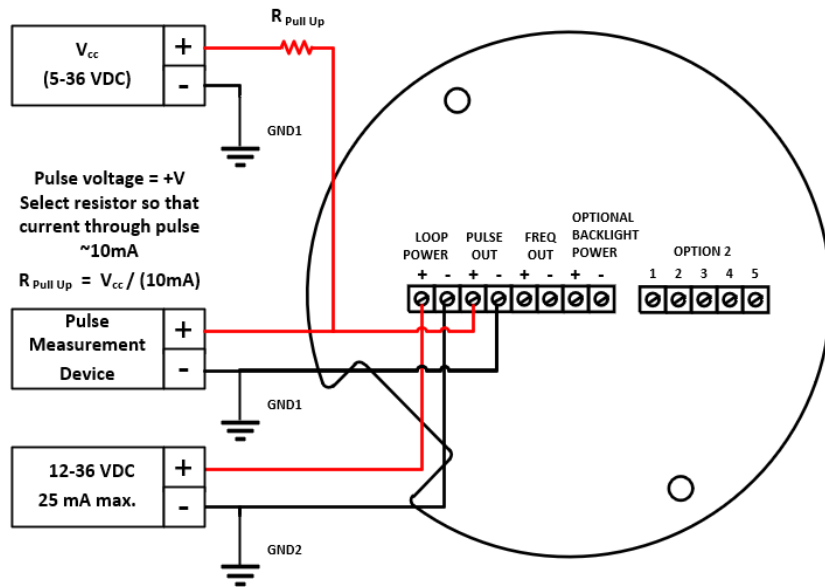 R Pull Up
Vcc
(5-36 VDC)
+
-
GND1
Pulse voltage = +V
Select resistor so that
current through pulse
~10mA
R Pull Up = Vcc / (10mA)
Pulse
Measurement
Device
+
-
GND1
12-36 VDC
25 mA max.
+
-
GND2
LOOP
POWER
+ -
PULSE
OUT
+ -
FREQ
OUT
+ -
OPTIONAL
BACKLIGHT
POWER
+ -
OPTION 2
1 2 3 4 5